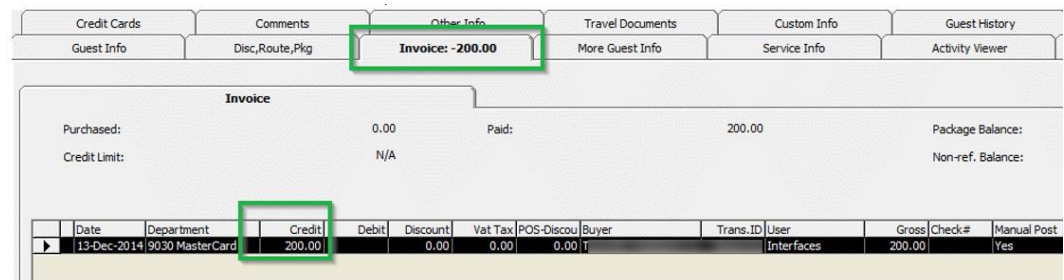 Credit Cards Comments Other Info Travel Documents Custom Info Guest History
Guest Info Disc,Route,Pkg Invoice: -200.00 More Guest Info Service Info Activity Viewer
Invoice
Purchased: 0.00 Paid: 200.00 Package Balance:
Credit Limit: N/A Non-ref. Balance:
Date Department Credit Debit Discount Vat Tax POS-Discou Buyer Trans.ID User Gross Check# Manual Post
13-Dec-2014 9030 MasterCard 200.00 0.00 0.00 0.00 Interfaces 200.00 Yes